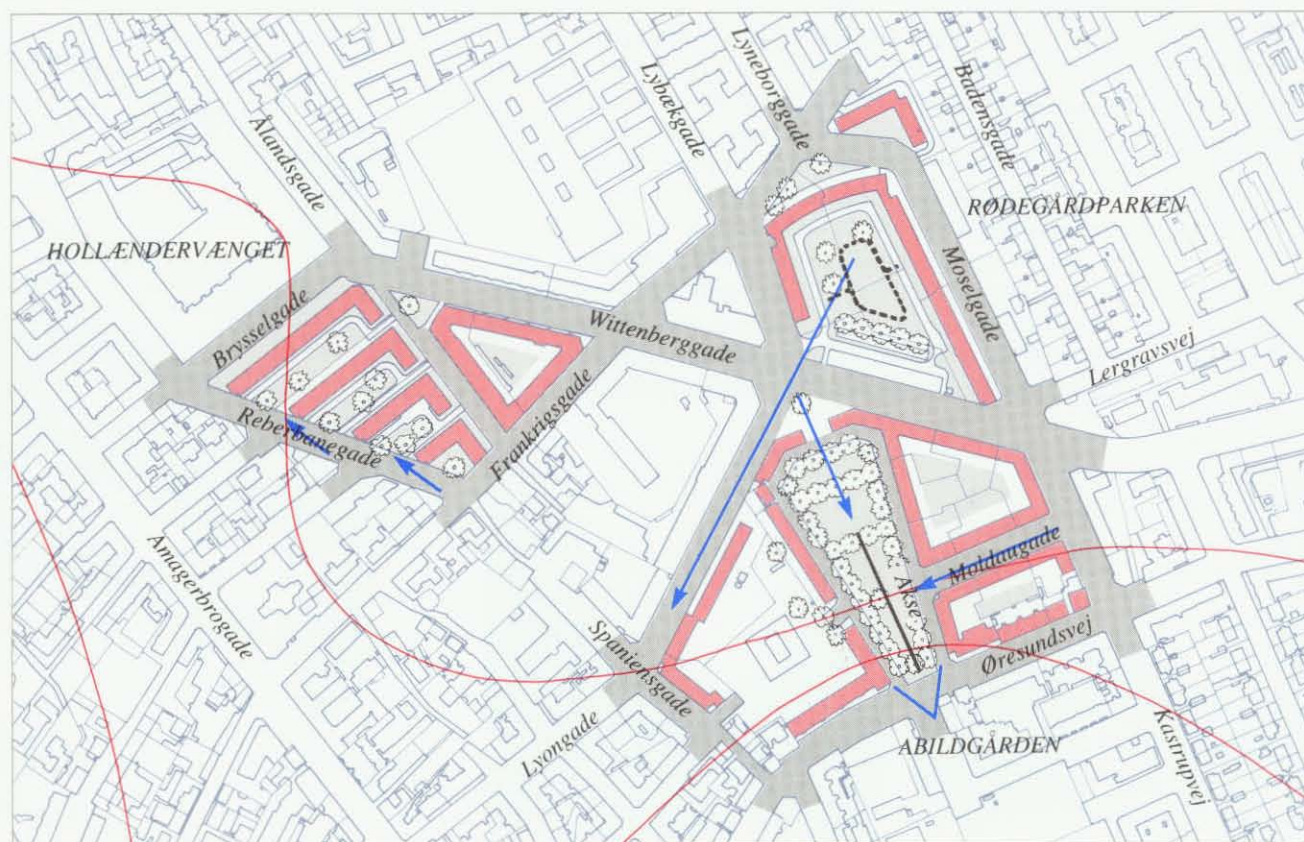 Lyneborggade
Lybækgade
Badensgade
Ålandsgade
RØDEGÅRDPARKEN
HOLLÆNDERVÆNGET
Moselgade
Brysselgade
Wittenberggade
Lergravsvej
Reberbanegade
Frankrigsgade
Moldaugade
Akse
Amagerbrogade
Øresundsvej
Spaniensgade
Lyongade
ABILDGÅRDEN
Kastrupvej